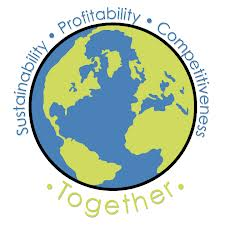 Sustainability • Profitability • Competitiveness
• Together •